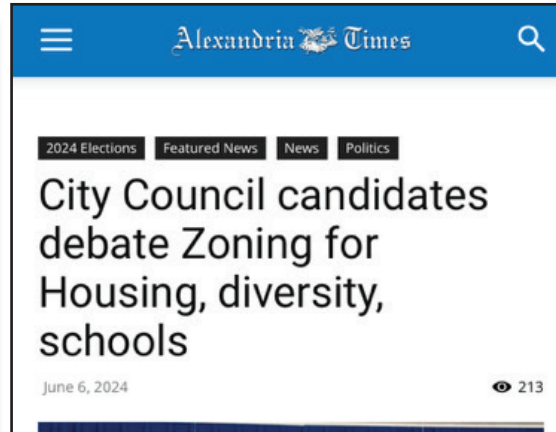 Alexandria Times
2024 Elections Featured News News Politics
City Council candidates
debate Zoning for
Housing, diversity,
schools
June 6, 2024 213